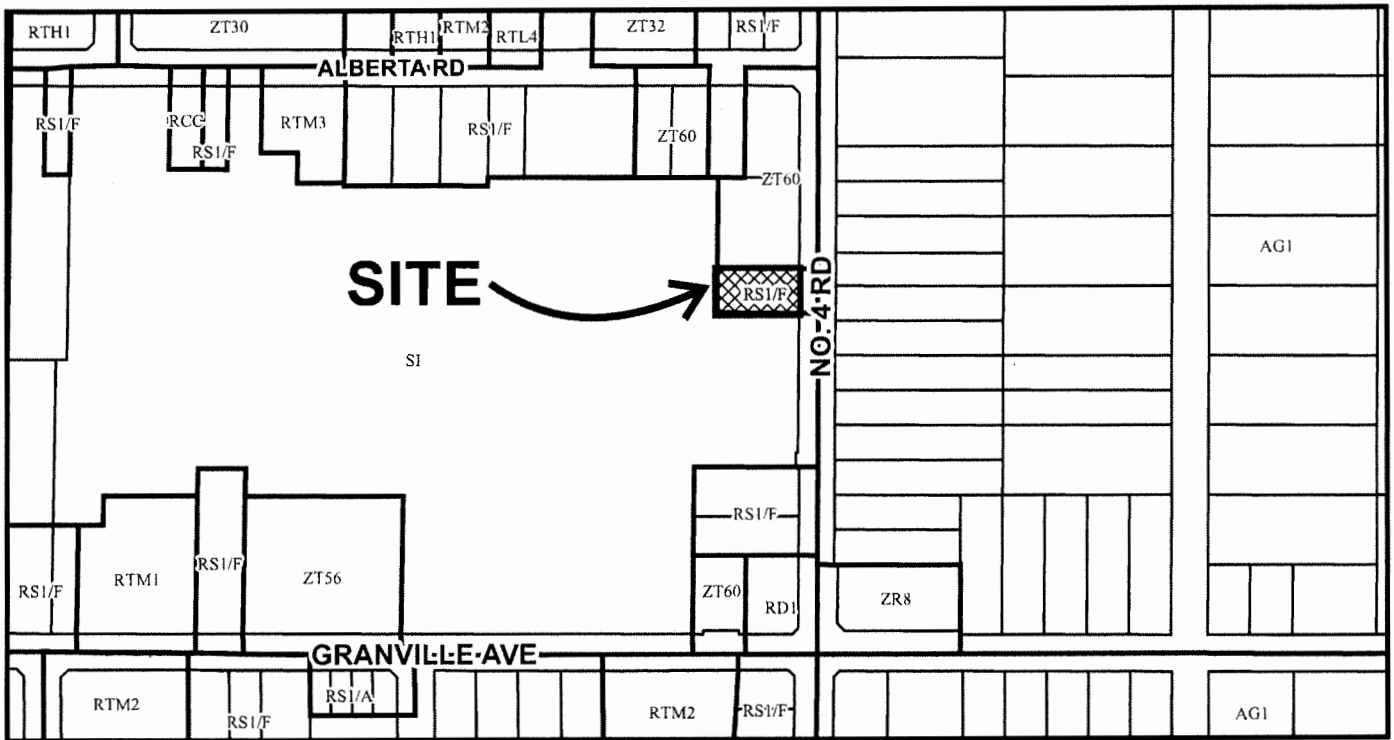 RTH1
ZT30
RTH1
RTM2
RTL4
ZT32
RS1/F
ALBERTA RD
RS1/F
RCC
RS1/F
RTM3
RS1/F
ZT60
ZT60
SITE
RS1/F
NO. 4 RD
AG1
SI
RS1/F
RS1/F
RTM1
RS1/F
ZT56
ZT60
RD1
ZR8
GRANVILLE AVE
RTM2
RS1/F
RS1/A
RTM2
RS1/F
AG1